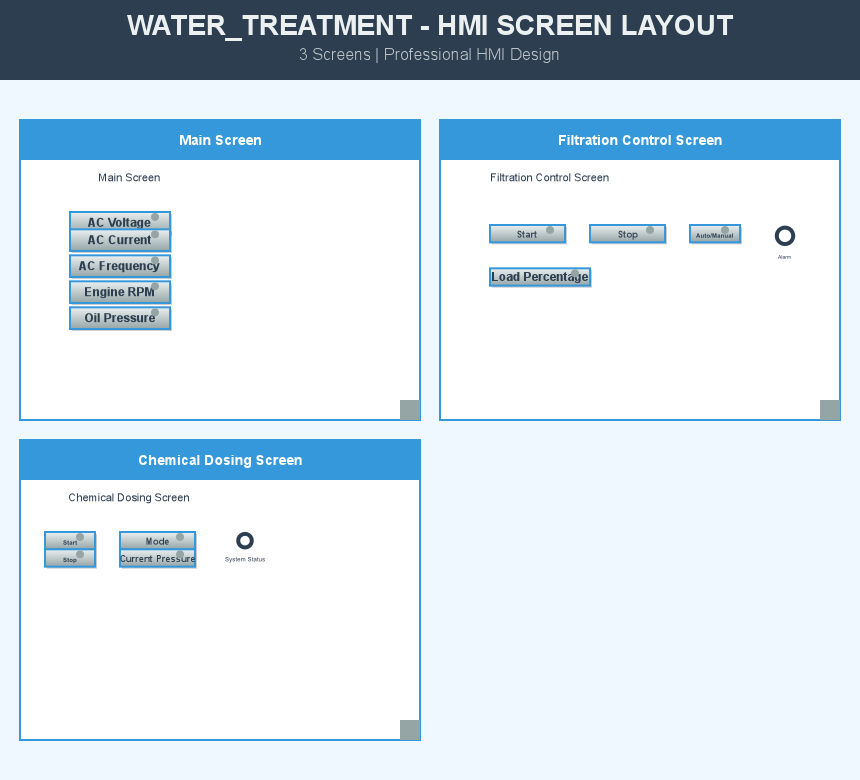 WATER_TREATMENT - HMI SCREEN LAYOUT
3 Screens | Professional HMI Design
Main Screen
Main Screen
AC Voltage
AC Current
AC Frequency
Engine RPM
Oil Pressure
Filtration Control Screen
Filtration Control Screen
Start
Stop
Auto/Manual
Alarm
Load Percentage
Chemical Dosing Screen
Chemical Dosing Screen
Start
Mode
Stop
Current Pressure
System Status